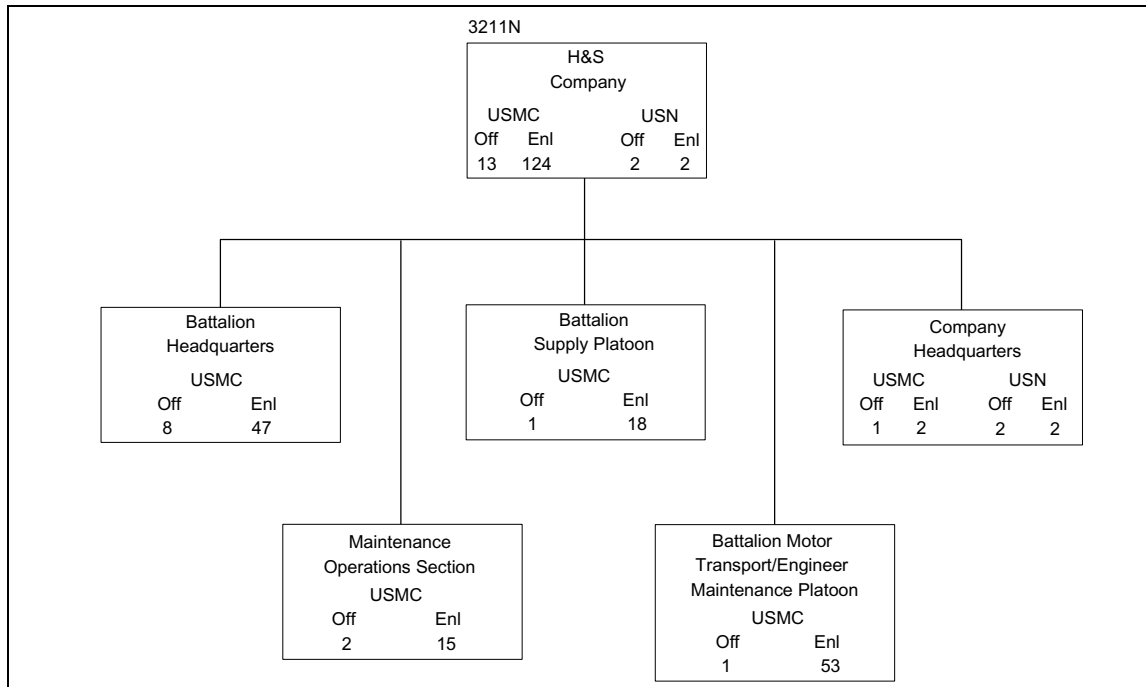 3211N
H&S
Company
USMC USN
Off Enl Off Enl
13 124 2 2
Battalion
Headquarters
USMC
Off Enl
8 47
Battalion
Supply Platoon
USMC
Off Enl
1 18
Company
Headquarters
USMC USN
Off Enl Off Enl
1 2 2 2
Maintenance
Operations Section
USMC
Off Enl
2 15
Battalion Motor
Transport/Engineer
Maintenance Platoon
USMC
Off Enl
1 53